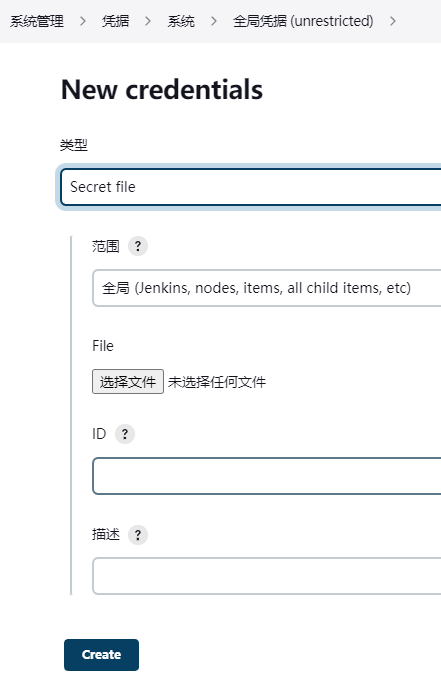 系统管理 > 凭据 > 系统 > 全局凭据 (unrestricted) >
New credentials
类型
Secret file
范围 ?
全局 (Jenkins, nodes, items, all child items, etc)
File
选择文件 未选择任何文件
ID ?
描述 ?
Create